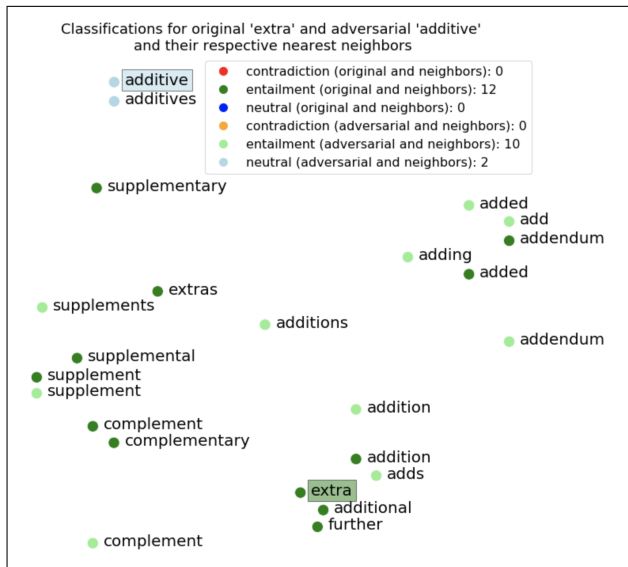 Classifications for original 'extra' and adversarial 'additive'
and their respective nearest neighbors
contradiction (original and neighbors): 0
entailment (original and neighbors): 12
neutral (original and neighbors): 0
contradiction (adversarial and neighbors): 0
entailment (adversarial and neighbors): 10
neutral (adversarial and neighbors): 2
additive
additives
supplementary
added
add
addendum
adding
added
extras
supplements
additions
addendum
supplemental
supplement
supplement
addition
complement
complementary
addition
adds
extra
additional
further
complement